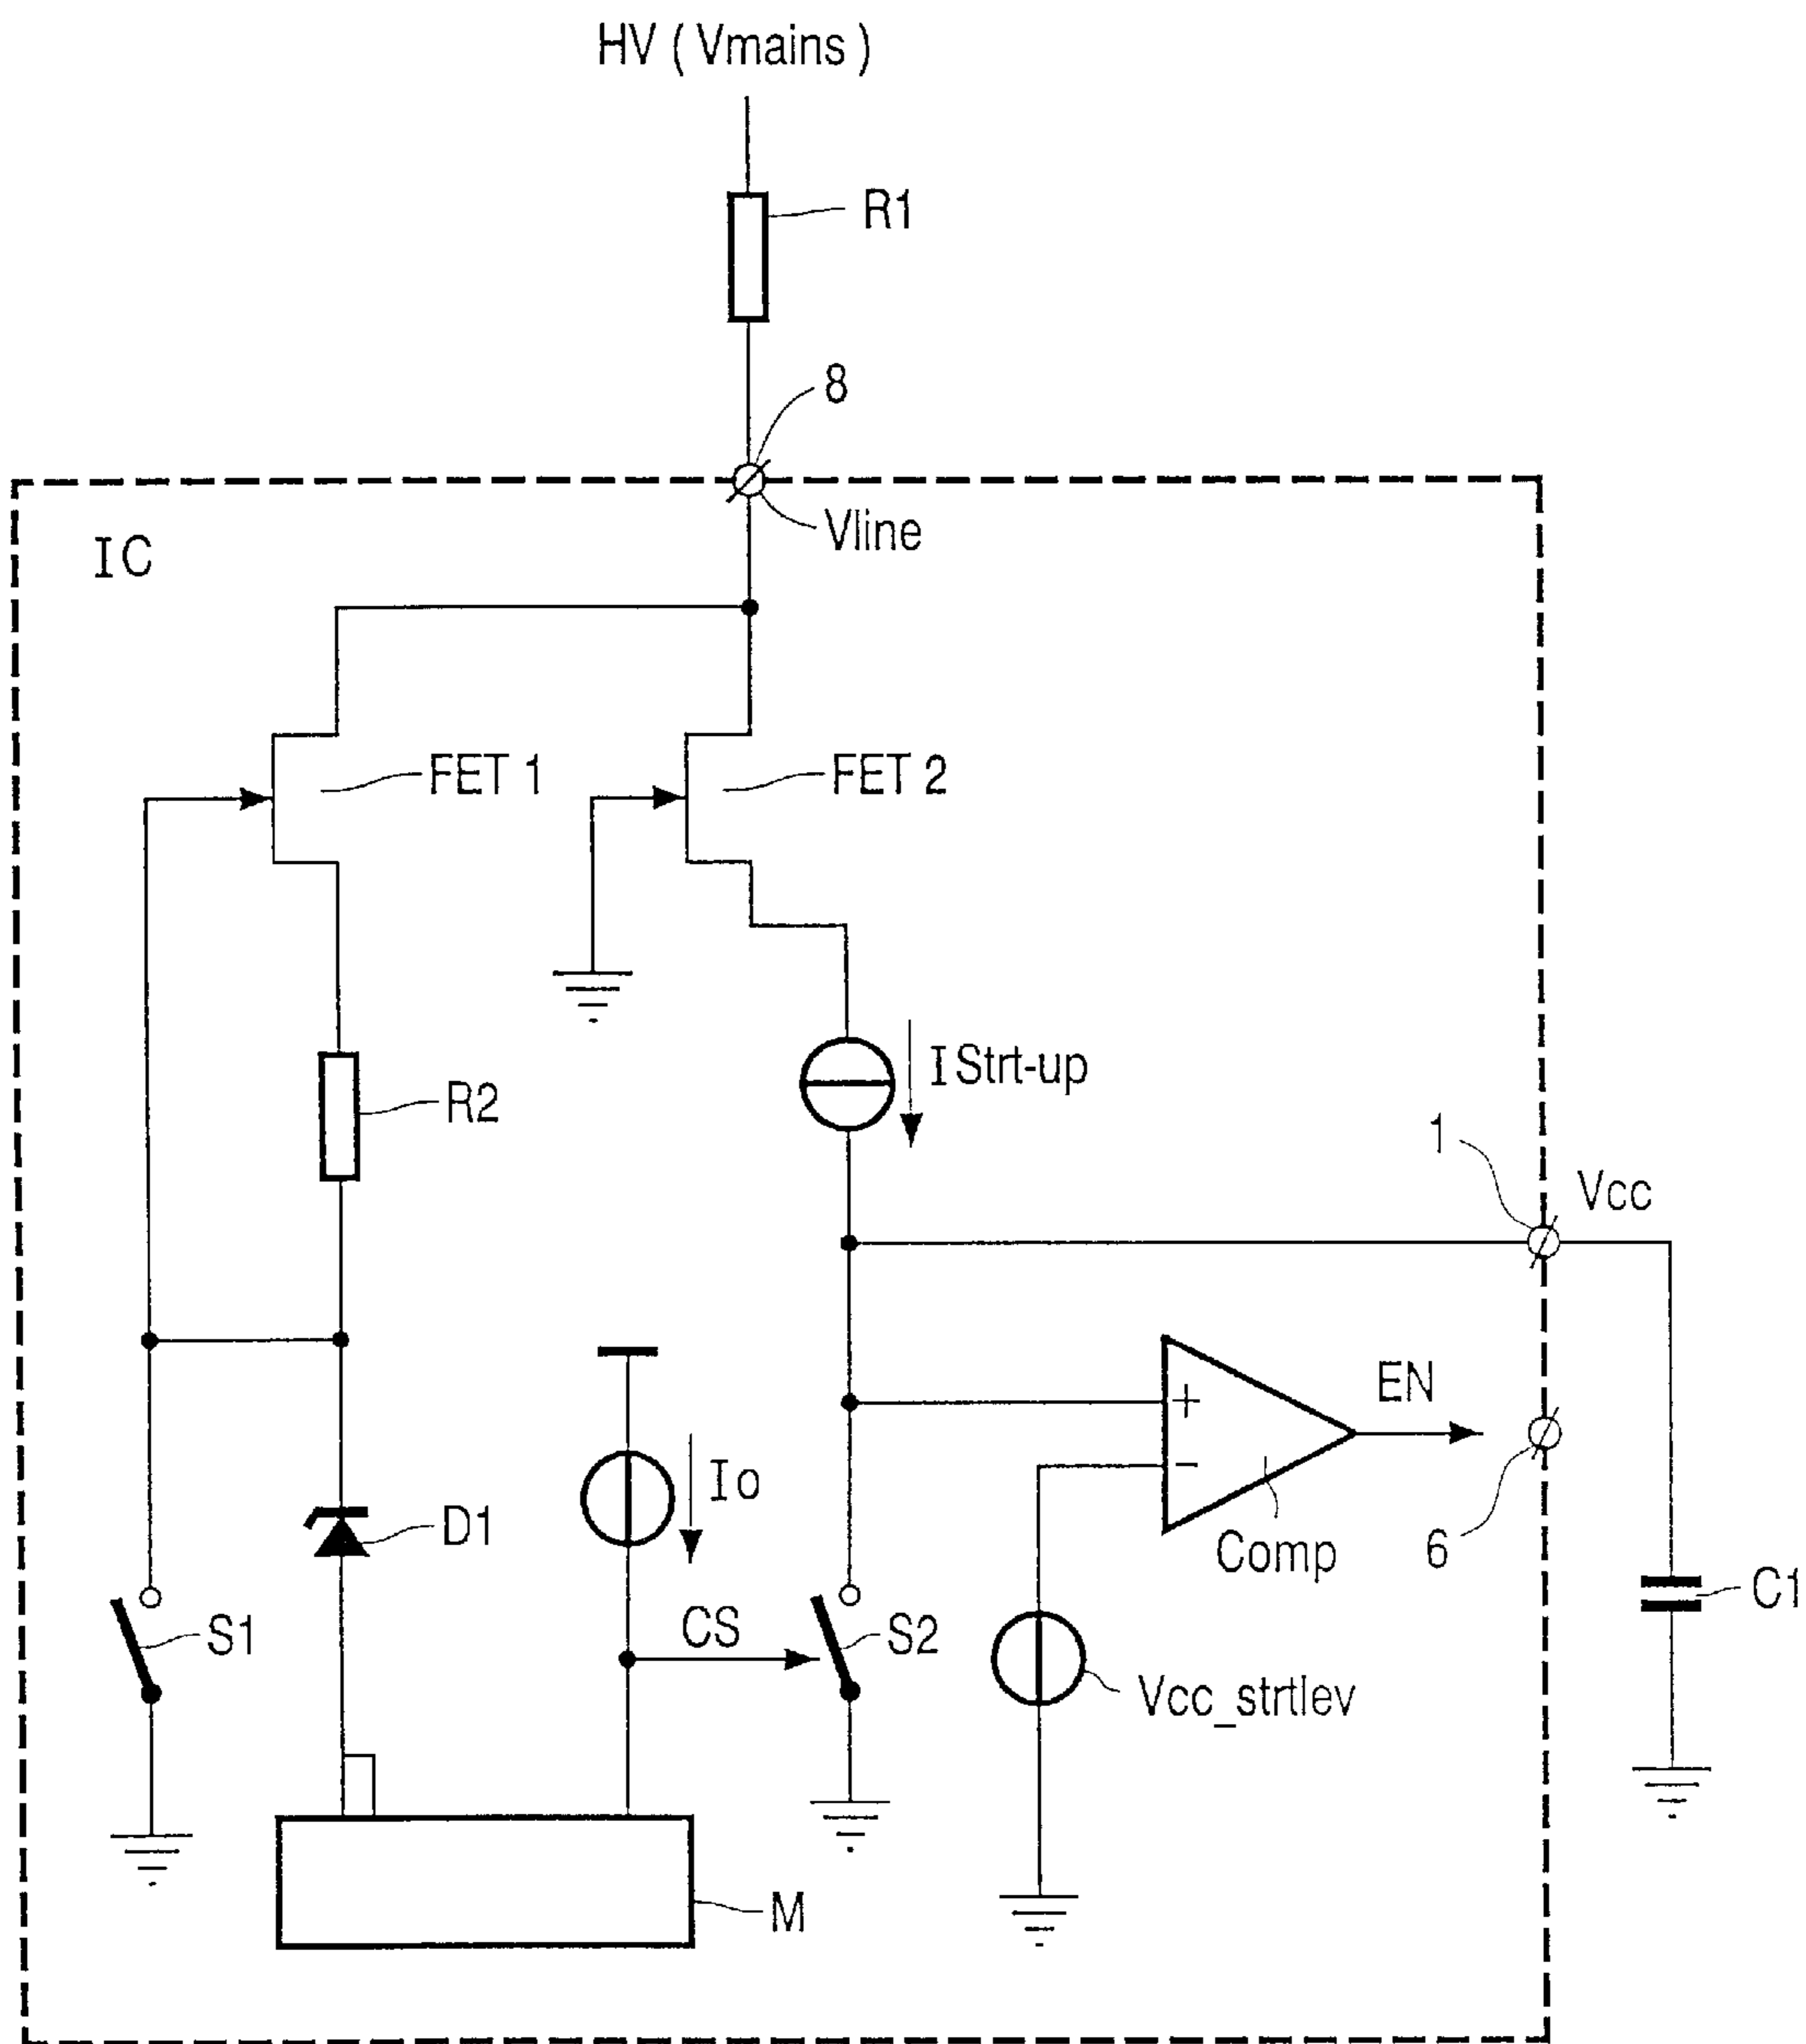 HV ( Vmains )
R1
8
Vline
IC
FET 1
FET 2
I Strt-up
R2
1
Vcc
EN
+
−
Io
D1
Comp
6
C1
CS
S1
S2
Vcc_strtlev
M